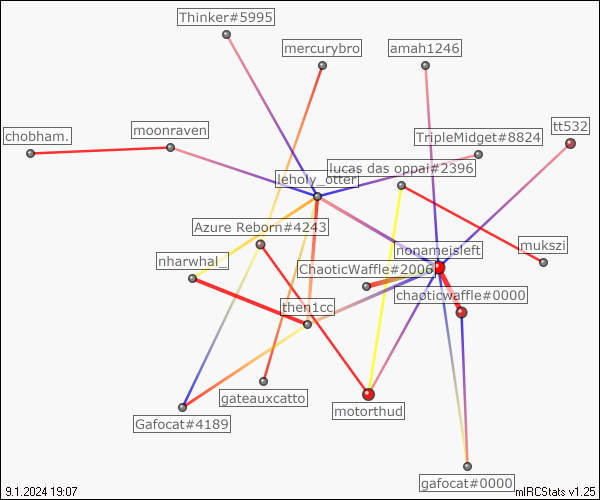 Thinker#5995
mercurybro
amah1246
chobham.
moonraven
tt532
TripleMidget#8824
lucas das oppai#2396
leholy_otter
Azure Reborn#4243
nonameisleft
mukszi
nharwhal_
ChaoticWaffle#2006
chaoticwaffle#0000
then1cc
gateauxcatto
motorthud
Gafocat#4189
gafocat#0000
9.1.2024 19:07
mIRCStats v1.25